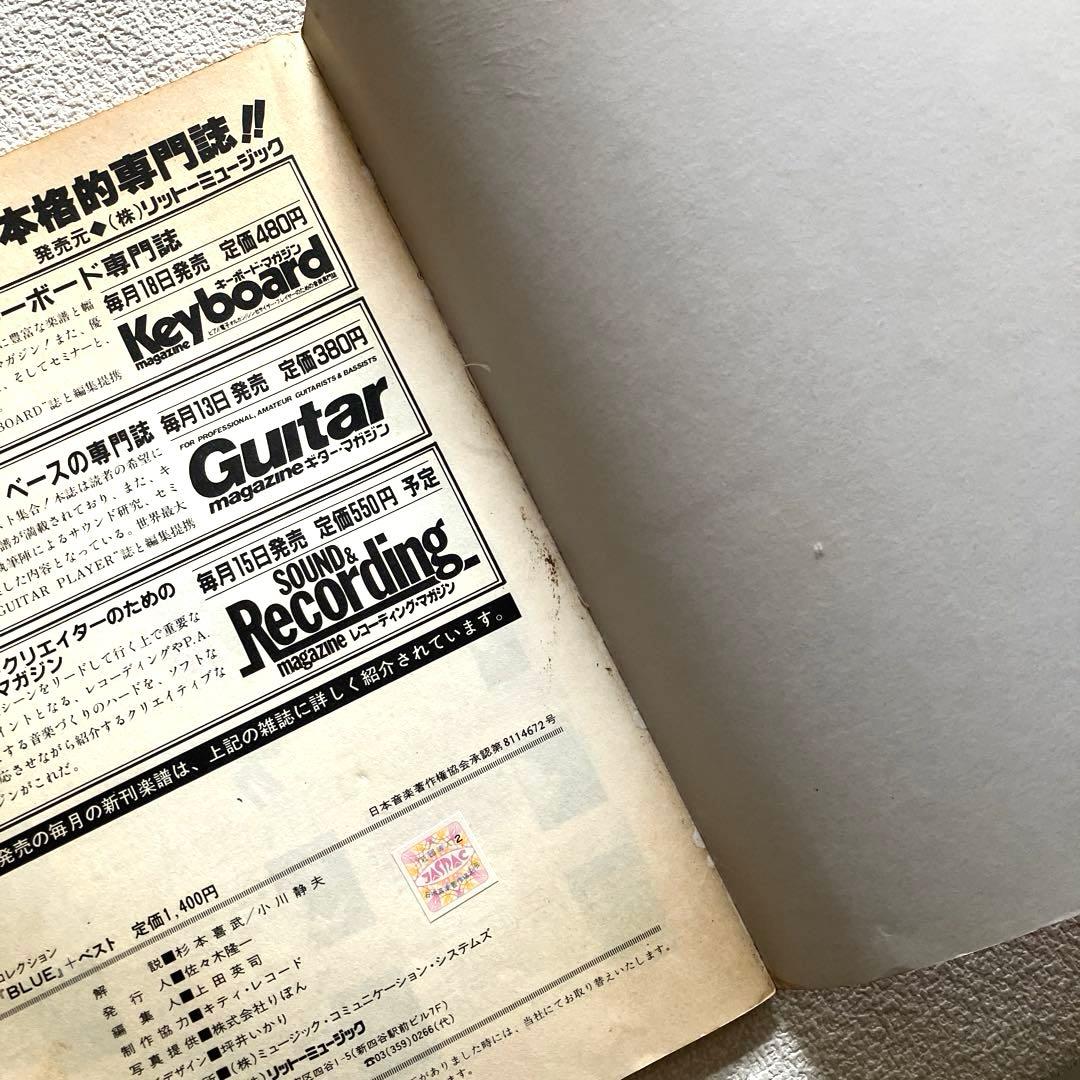 本格的専門誌!!
発売元◆(株)リットーミュージック
ーボード専門誌
毎月18日発売 定価480円
に豊富な楽譜と幅
マガジン!また、優
、そしてセミナーと、
BOARD"誌と編集提携
キーボード・マガジン
Keyboard
magazine
ベースの専門誌 毎月13日発売 定価380円
スト集合!本誌は読者の希望に
譜が満載されており、また、キ
執筆陣によるサウンド研究、セミ
した内容となっている。世界最大
GUITAR PLAYER"誌と編集提携
FOR PROFESSIONAL, AMATEUR GUITARISTS & BASSISTS
Guitar
magazine ギター・マガジン
クリエイターのための
マガジン
毎月15日発売 定価550円 予定
シーンをリードして行く上で重要な
イントとなる、レコーディングやP.A.
する音楽づくりのハードを、ソフトな
応させながら紹介するクリエイティブな
ジンがこれだ。
SOUND &
Recording
magazine レコーディング・マガジン
発売の毎月の新刊楽譜は、上記の雑誌に詳しく紹介されています。
日本音楽著作権協会承認第8114672号
2
JASRAC
コレクション
『BLUE』+ベスト 定価1,400円
解説■杉本喜武/小川静夫
発行人■佐々木隆一
編集人■上田英司
制作協力■キティ・レコード
写真提供■株式会社りぼん
デザイン■坪井いかり
■(株)ミュージック・コミュニケーション・システムズ
所■(株)リットーミュージック
宿区四谷1-5(新四谷駅前ビル7F)
☎03(359)0266(代)
がありました時には、当社にてお取り替えいたします。
ます。